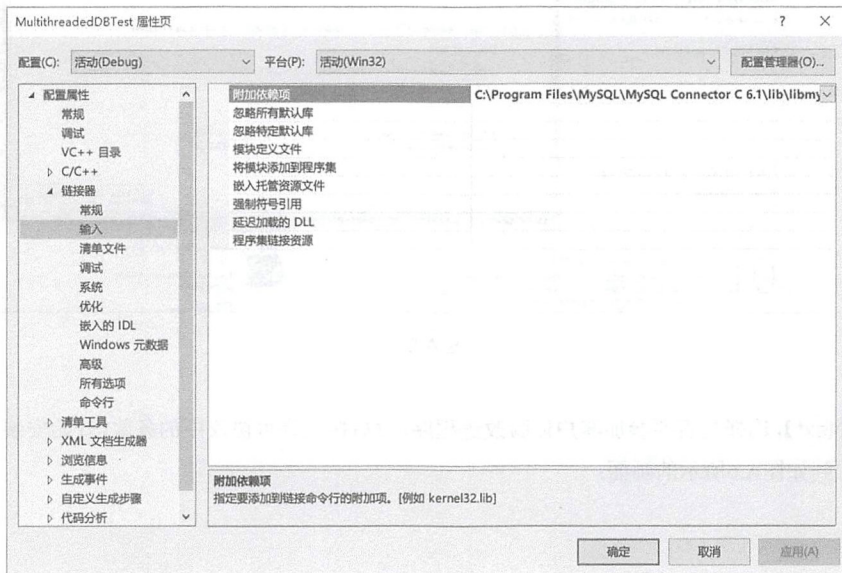 MultithreadedDBTest 属性页
配置(C):
活动(Debug)
平台(P):
活动(Win32)
配置管理器(O)...
配置属性
常规
调试
VC++ 目录
C/C++
链接器
常规
输入
清单文件
调试
系统
优化
嵌入的 IDL
Windows 元数据
高级
所有选项
命令行
清单工具
XML 文档生成器
浏览信息
生成事件
自定义生成步骤
代码分析
附加依赖项
C:\Program Files\MySQL\MySQL Connector C 6.1\lib\libmy
忽略所有默认库
忽略特定默认库
模块定义文件
将模块添加到程序集
嵌入托管资源文件
强制符号引用
延迟加载的 DLL
程序集链接资源
附加依赖项
指定要添加到链接命令行的附加项。[例如 kernel32.lib]
确定
取消
应用(A)